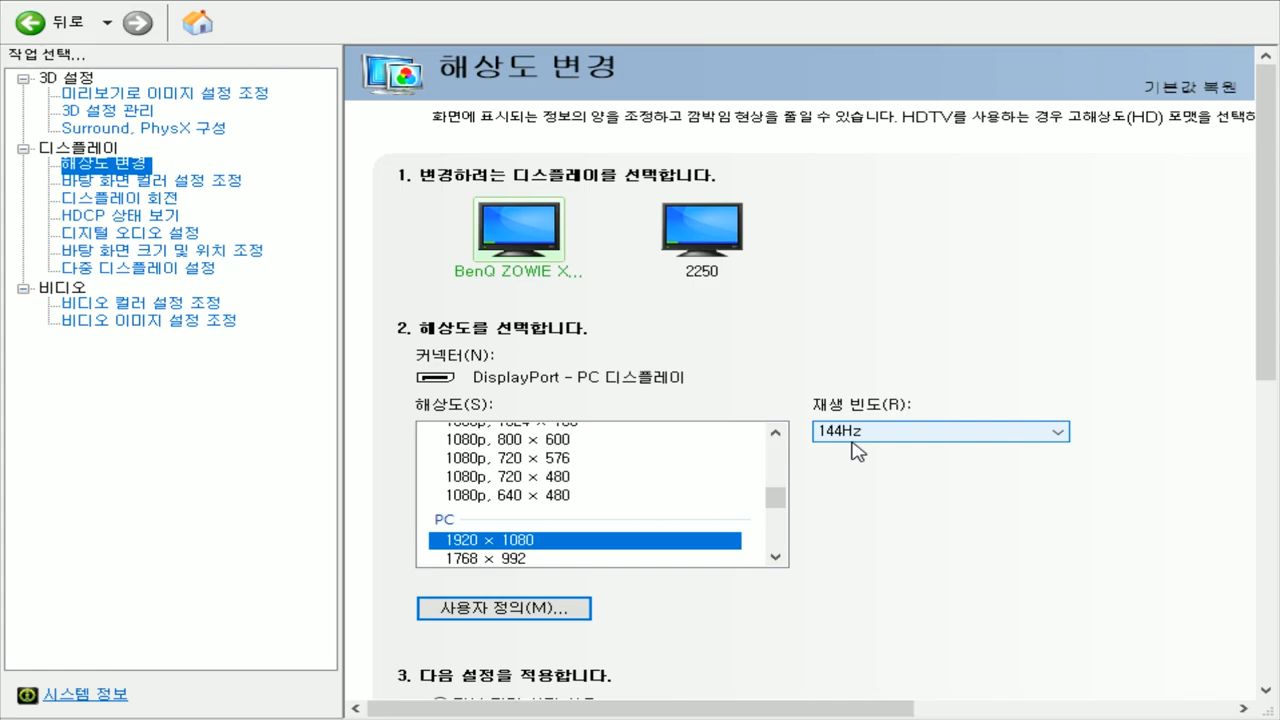 뒤로
작업 선택...
3D 설정
미리보기로 이미지 설정 조정
3D 설정 관리
Surround, PhysX 구성
디스플레이
해상도 변경
바탕 화면 컬러 설정 조정
디스플레이 회전
HDCP 상태 보기
디지털 오디오 설정
바탕 화면 크기 및 위치 조정
다중 디스플레이 설정
비디오
비디오 컬러 설정 조정
비디오 이미지 설정 조정
시스템 정보
해상도 변경
기본값 복원
화면에 표시되는 정보의 양을 조정하고 깜박임 현상을 줄일 수 있습니다. HDTV를 사용하는 경우 고해상도(HD) 포맷을 선택하
1. 변경하려는 디스플레이를 선택합니다.
BenQ ZOWIE X...
2250
2. 해상도를 선택합니다.
커넥터(N):
DisplayPort - PC 디스플레이
해상도(S):
재생 빈도(R):
144Hz
1080p, 800 × 600
1080p, 720 × 576
1080p, 720 × 480
1080p, 640 × 480
PC
1920 × 1080
1768 × 992
사용자 정의(M)...
3. 다음 설정을 적용합니다.